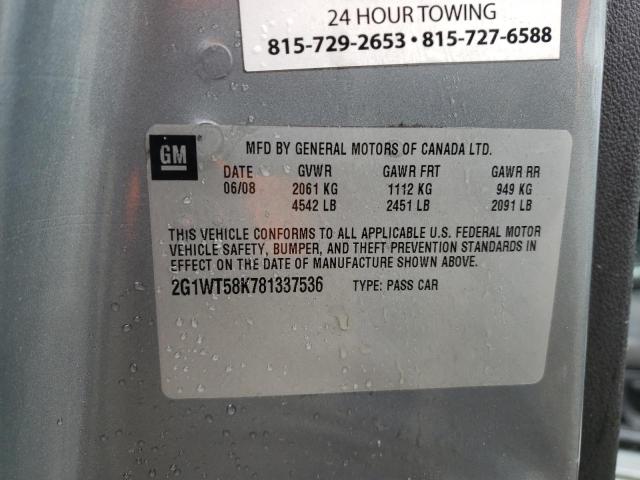 24 HOUR TOWING
815-729-2653 • 815-727-6588
GM ® MFD BY GENERAL MOTORS OF CANADA LTD.
DATE GVWR GAWR FRT GAWR RR
06/08 2061 KG 1112 KG 949 KG
4542 LB 2451 LB 2091 LB
THIS VEHICLE CONFORMS TO ALL APPLICABLE U.S. FEDERAL MOTOR
VEHICLE SAFETY, BUMPER, AND THEFT PREVENTION STANDARDS IN
EFFECT ON THE DATE OF MANUFACTURE SHOWN ABOVE.
2G1WT58K781337536 TYPE: PASS CAR